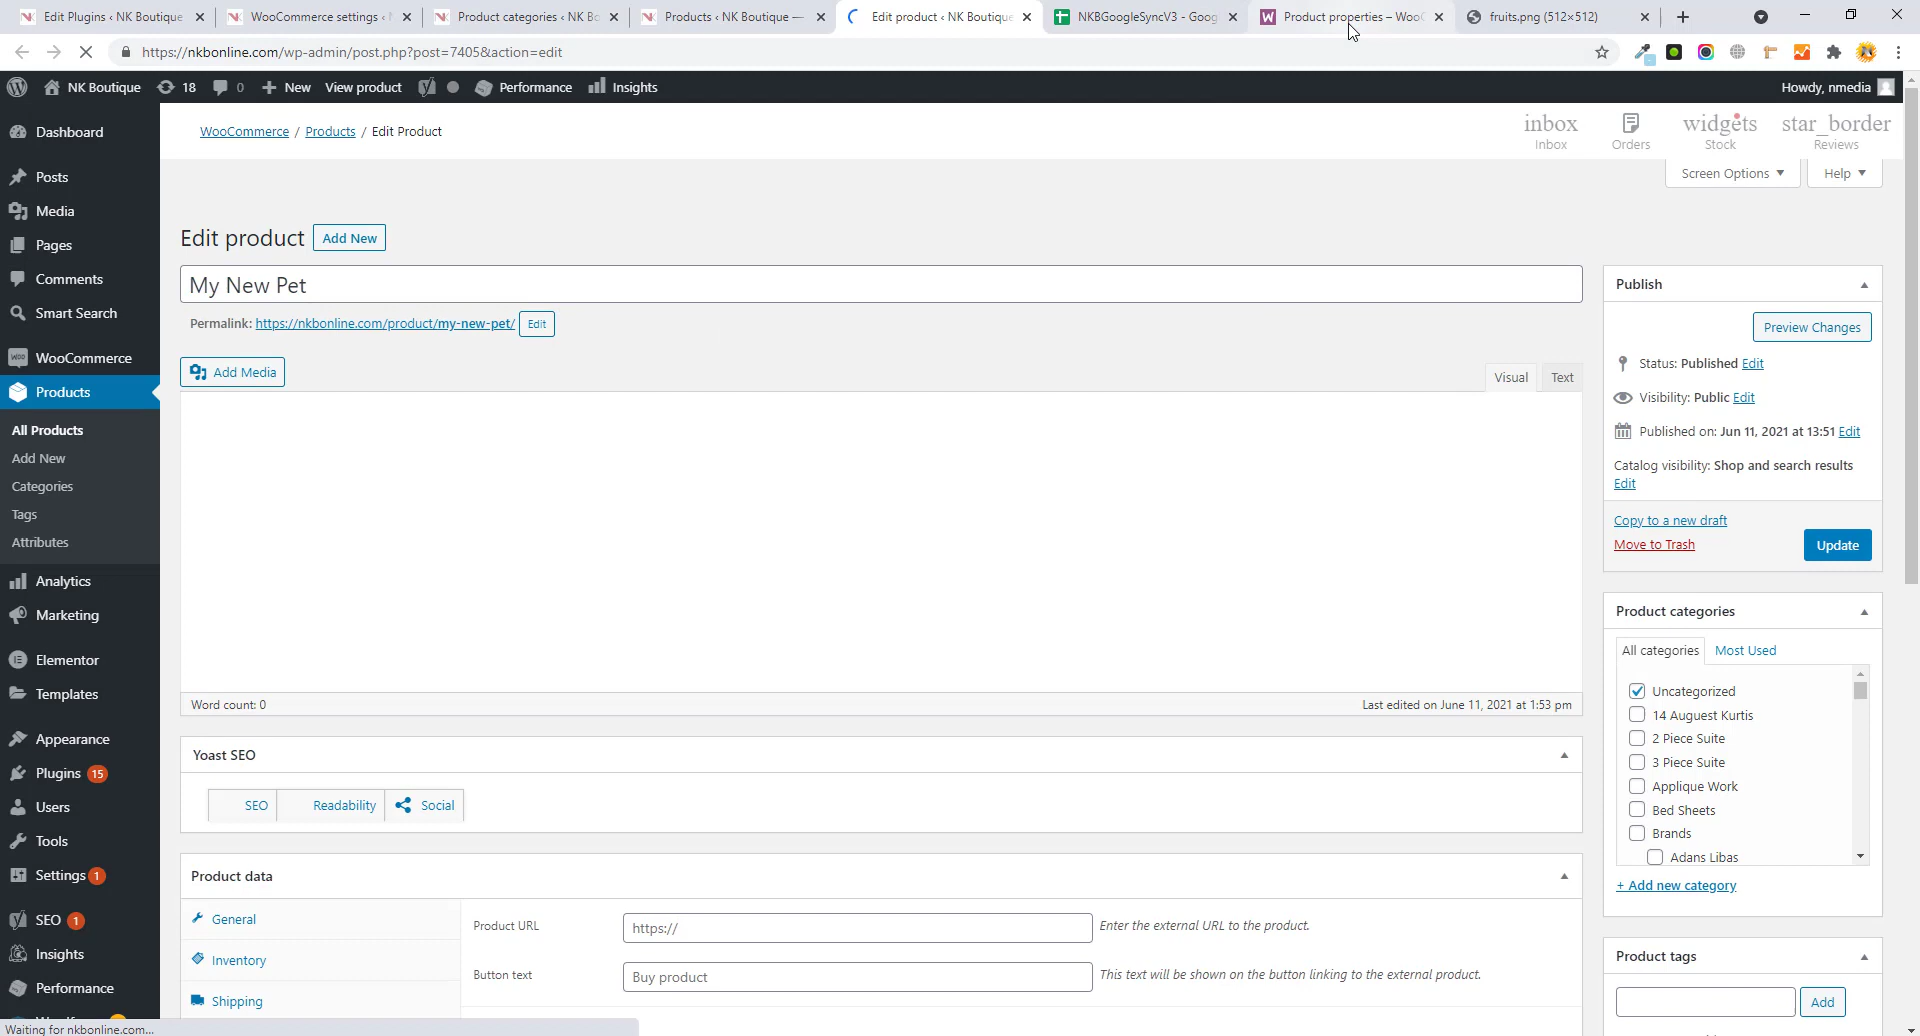 Edit Plugins ‹ NK Boutique
WooCommerce settings ‹
Product categories ‹ NK Bo
Products ‹ NK Boutique —
Edit product ‹ NK Boutique
NKBGoogleSyncV3 - Goog
Product properties – WooC
fruits.png (512×512)
https://nkbonline.com/wp-admin/post.php?post=7405&action=edit
NK Boutique
18
0
New
View product
Performance
Insights
Howdy, nmedia
Dashboard
Posts
Media
Pages
Comments
Smart Search
WooCommerce
Products
All Products
Add New
Categories
Tags
Attributes
Analytics
Marketing
Elementor
Templates
Appearance
Plugins 15
Users
Tools
Settings 1
SEO 1
Insights
Performance
Waiting for nkbonline.com...
WooCommerce / Products / Edit Product
inbox
Inbox
Orders
widgets
Stock
star_border
Reviews
Screen Options
Help
Edit product
Add New
My New Pet
Permalink: https://nkbonline.com/product/my-new-pet/
Edit
Add Media
Visual
Text
Word count: 0
Last edited on June 11, 2021 at 1:53 pm
Yoast SEO
SEO
Readability
Social
Product data
General
Inventory
Shipping
Product URL
https://
Enter the external URL to the product.
Button text
Buy product
This text will be shown on the button linking to the external product.
Publish
Preview Changes
Status: Published Edit
Visibility: Public Edit
Published on: Jun 11, 2021 at 13:51 Edit
Catalog visibility: Shop and search results
Edit
Copy to a new draft
Move to Trash
Update
Product categories
All categories
Most Used
Uncategorized
14 Auguest Kurtis
2 Piece Suite
3 Piece Suite
Applique Work
Bed Sheets
Brands
Adans Libas
+ Add new category
Product tags
Add